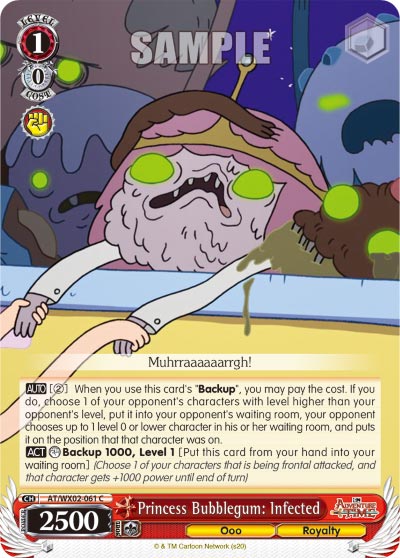 LEVEL
1
SAMPLE
0
COST
Muhrraaaaaarrgh!
AUTO [②] When you use this card's "Backup", you may pay the cost. If you
do, choose 1 of your opponent's characters with level higher than your
opponent's level, put it into your opponent's waiting room, your opponent
chooses up to 1 level 0 or lower character in his or her waiting room, and puts
it on the position that that character was on.
ACT Backup 1000, Level 1 [Put this card from your hand into your
waiting room] (Choose 1 of your characters that is being frontal attacked, and
that character gets +1000 power until end of turn)
CH AT/WX02-061 C
Princess Bubblegum: Infected
ADVENTURE TIME
POWER 2500
Ooo Royalty
© & TM Cartoon Network (s20)